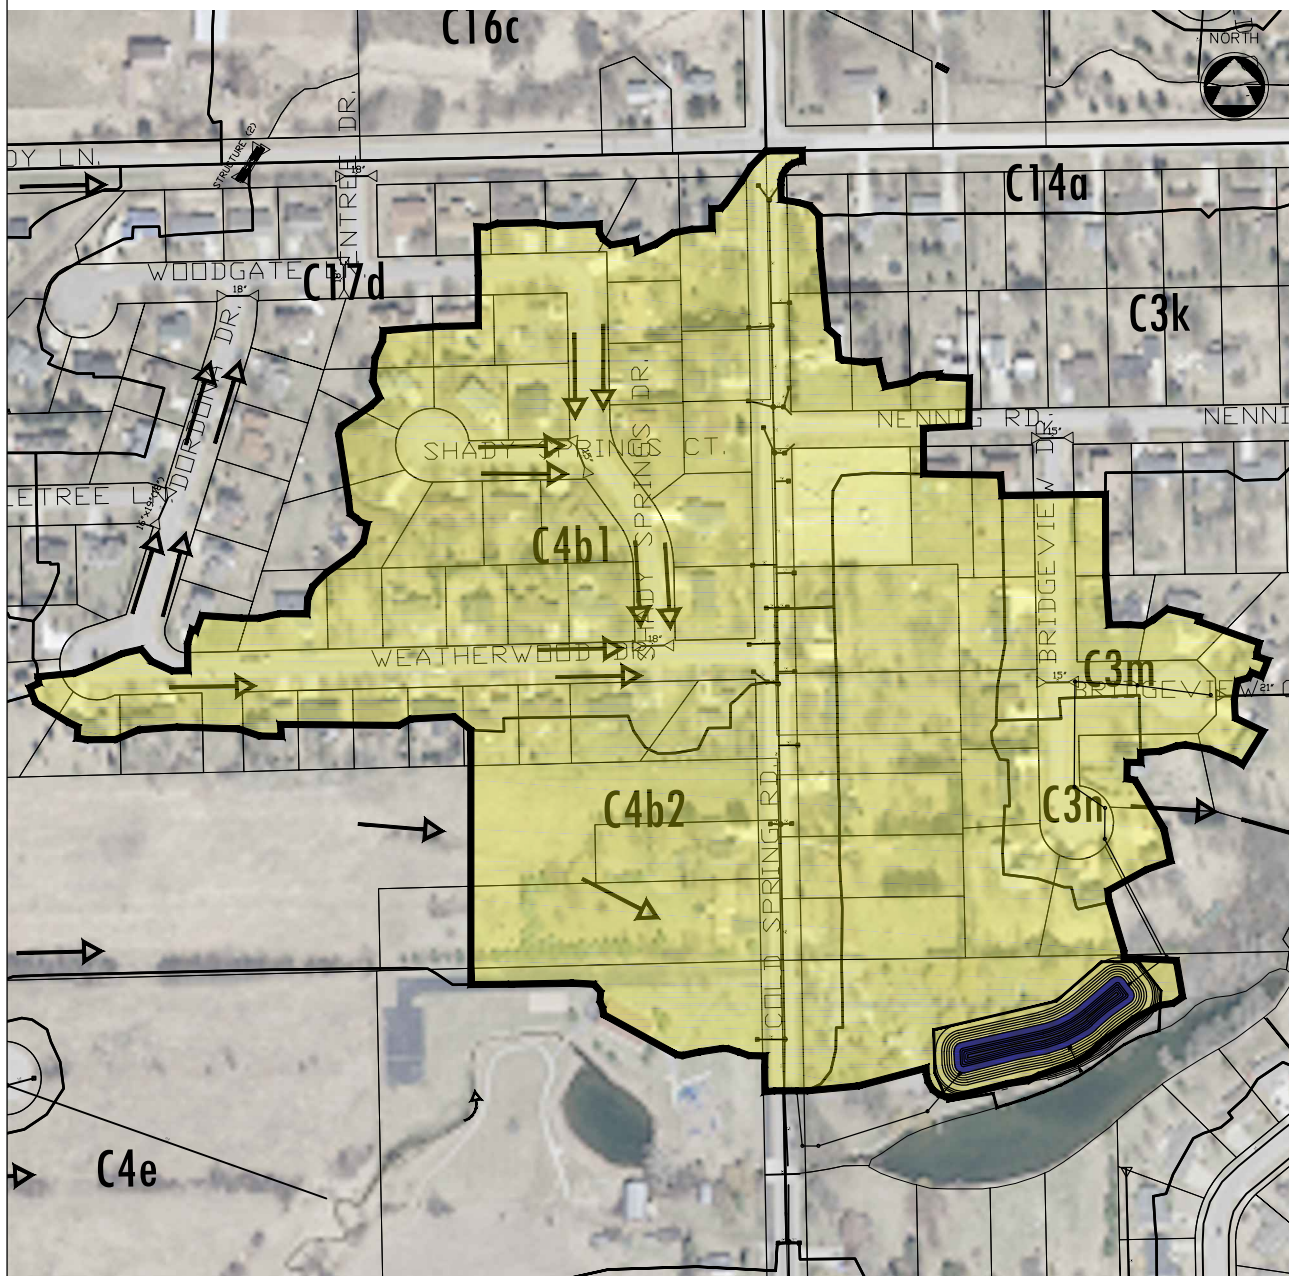 C16c
NORTH
DY LN.
STRUCTURE (2)
18"
ENTREE DR.
C14a
WOODGATE
C17d
18"
C3k
DORDONA DR.
SHADY SPRINGS DR.
NENNIG RD.
NENNI
15"
SHADY SPRINGS CT.
LETREE L
C4b1
BRIDGEVIEW DR.
18"
WEATHERWOOD DR.
C3m
15"
BRIDGEVIEW C
21"
C4b2
C3n
COLD SPRING RD.
C4e